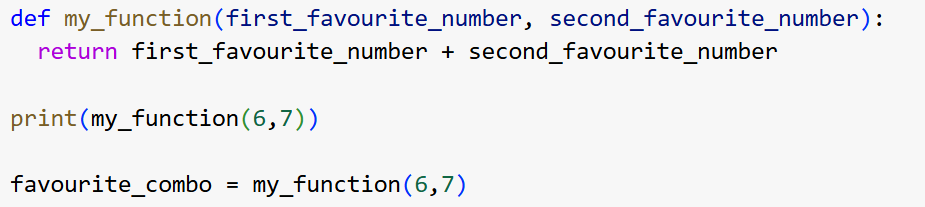 def my_function(first_favourite_number, second_favourite_number):
  return first_favourite_number + second_favourite_number
print(my_function(6,7))
favourite_combo = my_function(6,7)